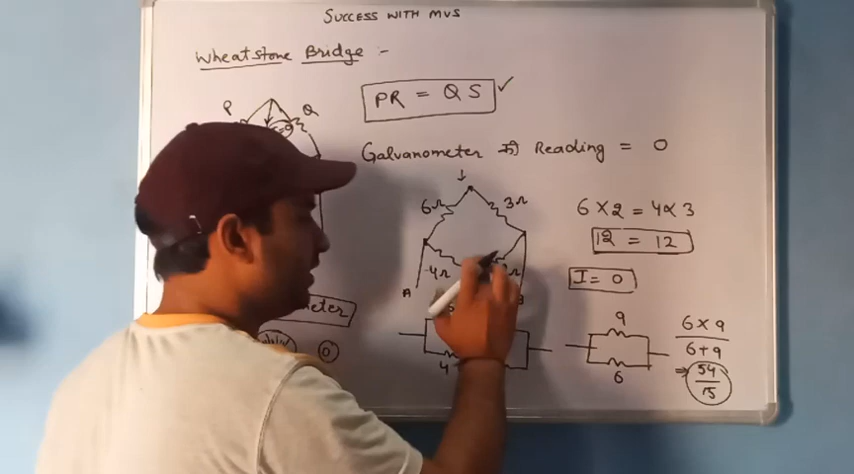 SUCCESS WITH MVS
Wheatstone Bridge :-
P
Q
PR = QS ✓
Galvanometer की Reading = 0
6Ω
3Ω
4Ω
A
6 × 2 = 4 × 3
12 = 12
I = 0
meter
0
4
9
6
6 × 9
6 + 9
⇒ 54
15